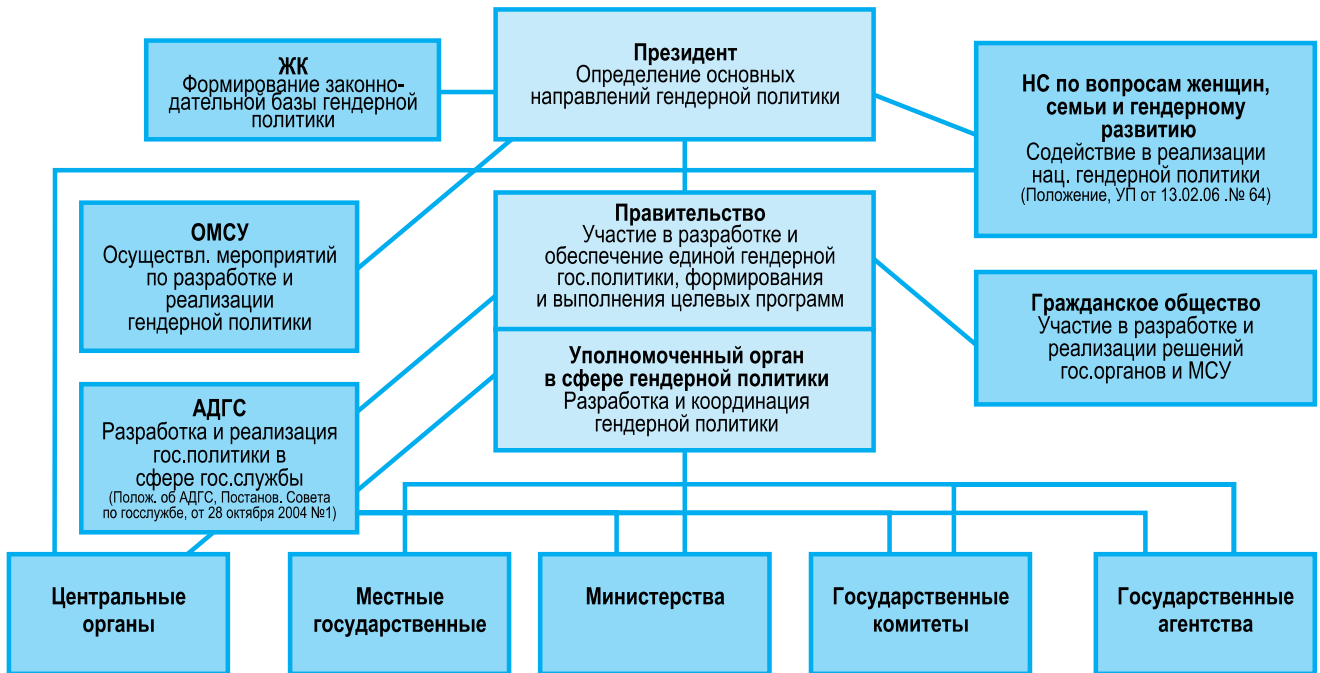 ЖК
Формирование законно-
дательной базы гендерной
политики
Президент
Определение основных
направлений гендерной политики
НС по вопросам женщин,
семьи и гендерному
развитию
Содействие в реализации
нац. гендерной политики
(Положение, УП от 13.02.06 .№ 64)
ОМСУ
Осуществл. мероприятий
по разработке и
реализации
гендерной политики
Правительство
Участие в разработке и
обеспечение единой гендерной
гос.политики, формирования
и выполнения целевых программ
Гражданское общество
Участие в разработке и
реализации решений
гос.органов и МСУ
Уполномоченный орган
в сфере гендерной политики
Разработка и координация
гендерной политики
АДГС
Разработка и реализация
гос.политики в
сфере гос.службы
(Полож. об АДГС, Постанов. Совета
по госслужбе, от 28 октября 2004 №1)
Центральные
органы
Местные
государственные
Министерства
Государственные
комитеты
Государственные
агентства